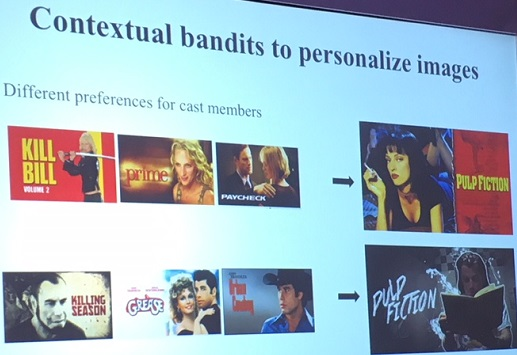 Contextual bandits to personalize images
Different preferences for cast members
KILL
BILL
VOLUME 2
prime
PAYCHECK
PULP FICTION
KILLING
SEASON
GREASE
PULP
FICTION